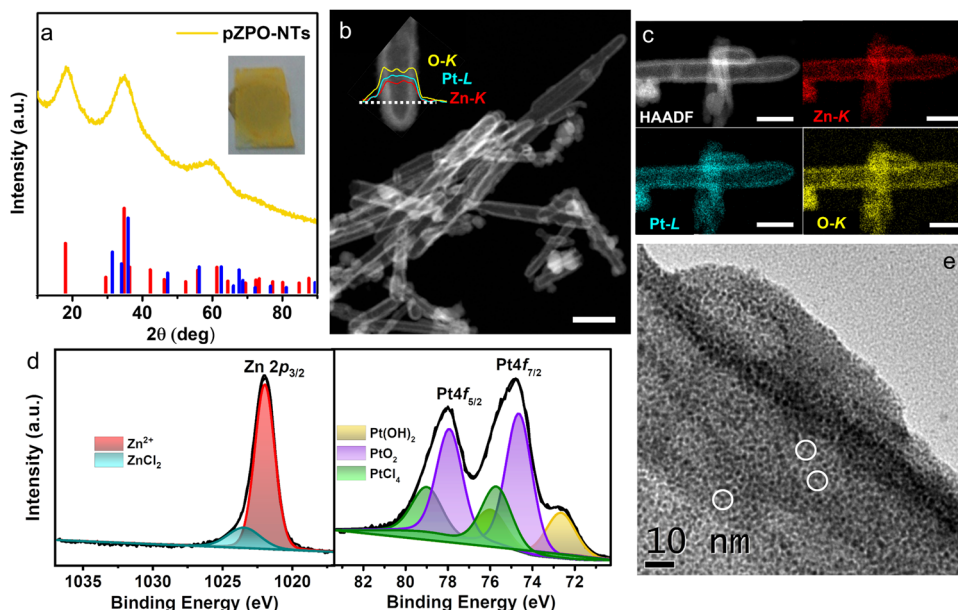 a
pZPO-NTs
Intensity (a.u.)
20 40 60 80
2θ (deg)
b
O-K
Pt-L
Zn-K
c
HAADF
Zn-K
Pt-L
O-K
d
Zn 2p3/2
Zn2+
ZnCl2
Intensity (a.u.)
1035 1030 1025 1020
Binding Energy (eV)
Pt4f7/2
Pt4f5/2
Pt(OH)2
PtO2
PtCl4
82 80 78 76 74 72
Binding Energy (eV)
e
10 nm